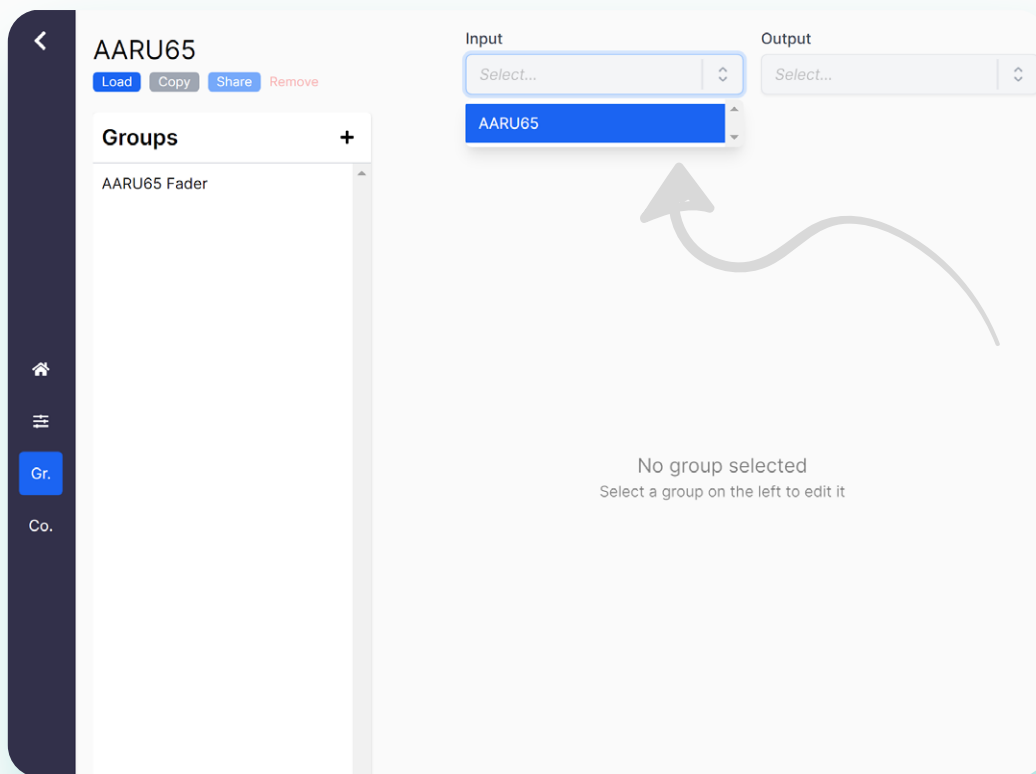 AARU65
Load Copy Share Remove
Groups +
AARU65 Fader
Input
Select...
AARU65
Output
Select...
No group selected
Select a group on the left to edit it
Gr.
Co.